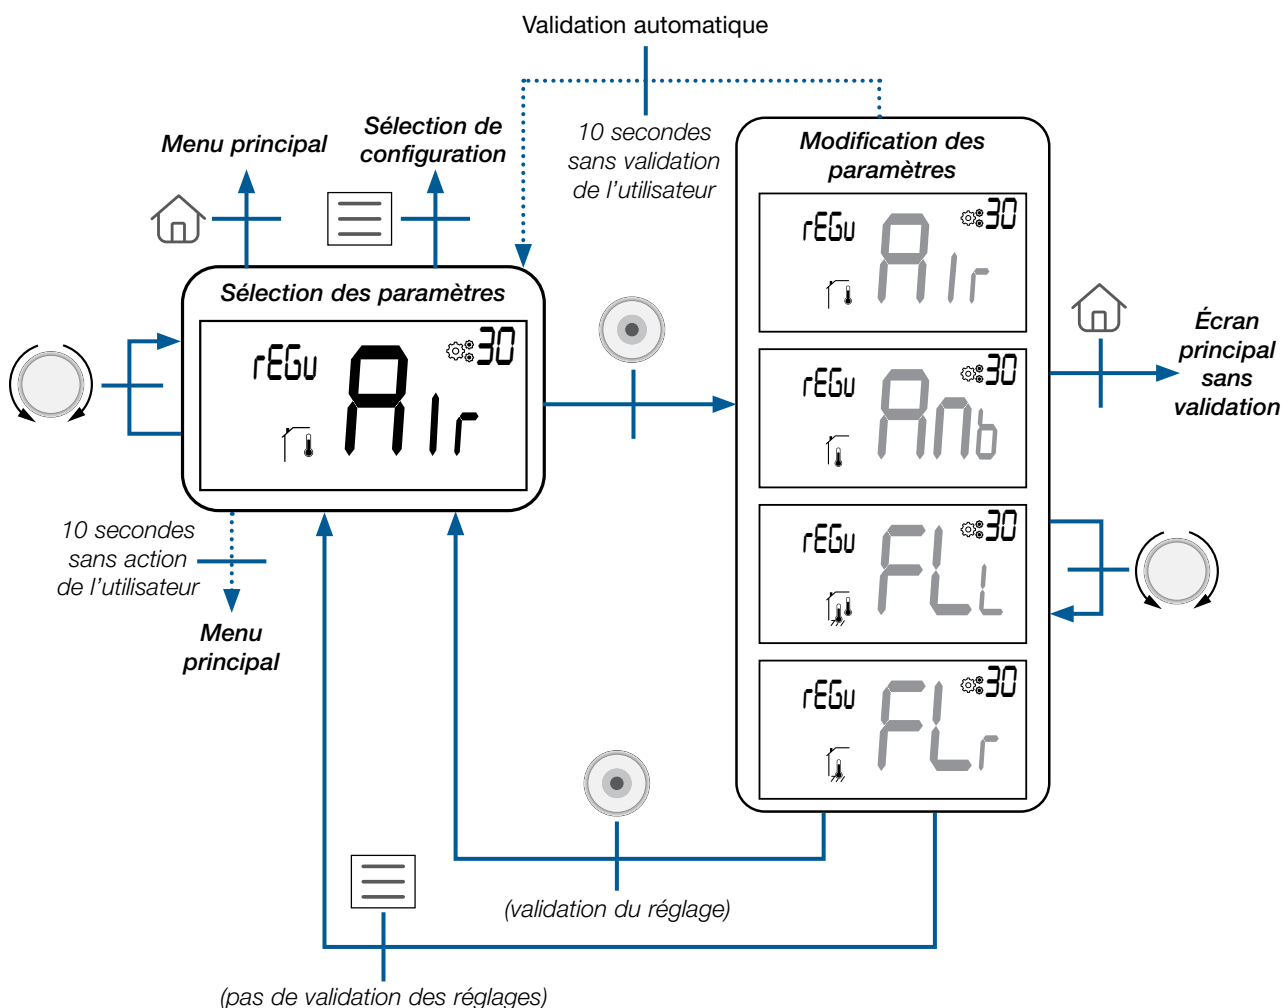 Validation automatique
Menu principal
Sélection de
configuration
10 secondes
sans validation
de l'utilisateur
Modification des
paramètres
rEGu
30
AIr
Sélection des paramètres
rEGu
30
AIr
rEGu
30
AMb
Écran
principal
sans
validation
10 secondes
sans action
de l'utilisateur
Menu
principal
rEGu
30
FLL
rEGu
30
FLr
(validation du réglage)
(pas de validation des réglages)